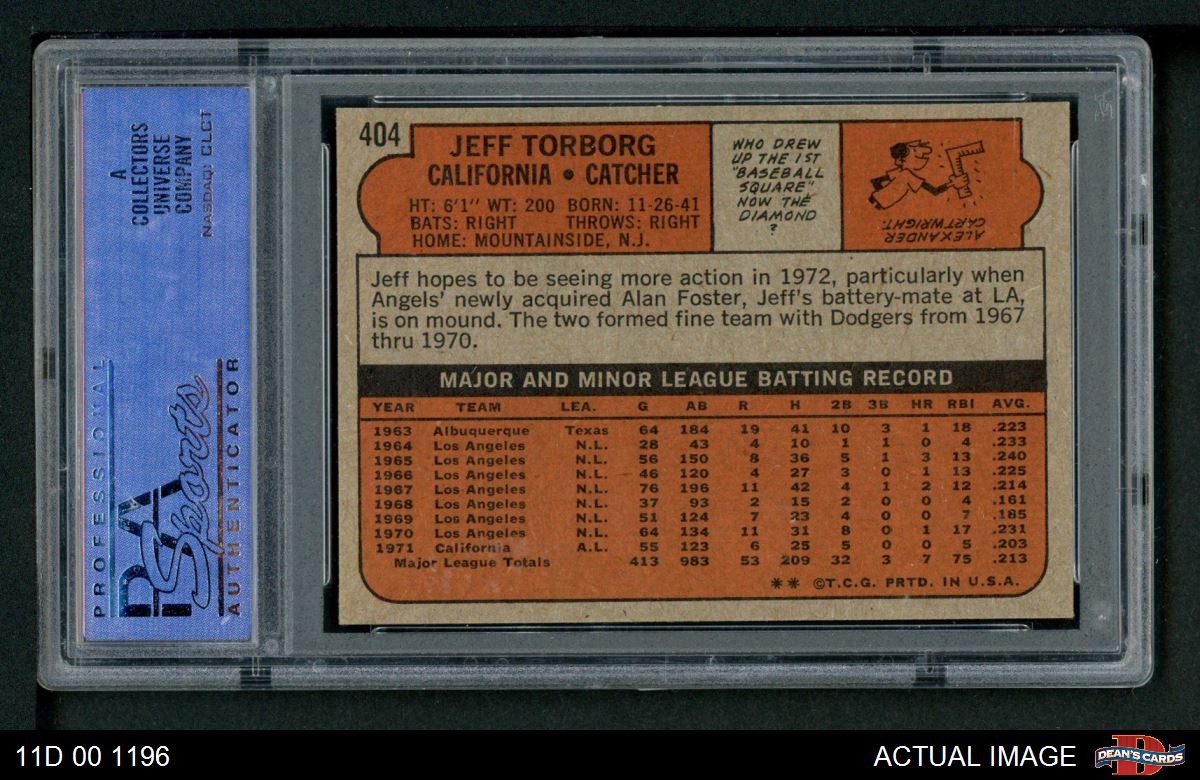 A
COLLECTORS
UNIVERSE
COMPANY
NASDAQ: CLCT
PROFESSIONAL
PSA
Sports
AUTHENTICATOR
404
JEFF TORBORG
CALIFORNIA • CATCHER
HT: 6'1" WT: 200 BORN: 11-26-41
BATS: RIGHT THROWS: RIGHT
HOME: MOUNTAINSIDE, N.J.
WHO DREW
UP THE 1ST
"BASEBALL
SQUARE"
NOW THE
DIAMOND
?
ALEXANDER
CARTWRIGHT.
Jeff hopes to be seeing more action in 1972, particularly when
Angels' newly acquired Alan Foster, Jeff's battery-mate at LA,
is on mound. The two formed fine team with Dodgers from 1967
thru 1970.
MAJOR AND MINOR LEAGUE BATTING RECORD
YEAR TEAM LEA. G AB R H 2B 3B HR RBI AVG.
1963 Albuquerque Texas 64 184 19 41 10 3 1 18 .223
1964 Los Angeles N.L. 28 43 4 10 1 1 0 4 .233
1965 Los Angeles N.L. 56 150 8 36 5 1 3 13 .240
1966 Los Angeles N.L. 46 120 4 27 3 0 1 13 .225
1967 Los Angeles N.L. 76 196 11 42 4 1 2 12 .214
1968 Los Angeles N.L. 37 93 2 15 2 0 0 4 .161
1969 Los Angeles N.L. 51 124 7 23 4 0 0 7 .185
1970 Los Angeles N.L. 64 134 11 31 8 0 1 17 .231
1971 California A.L. 55 123 6 25 5 0 0 5 .203
Major League Totals 413 983 53 209 32 3 7 75 .213
** ©T.C.G. PRTD. IN U.S.A.
11D 00 1196
ACTUAL IMAGE
DEAN'S CARDS